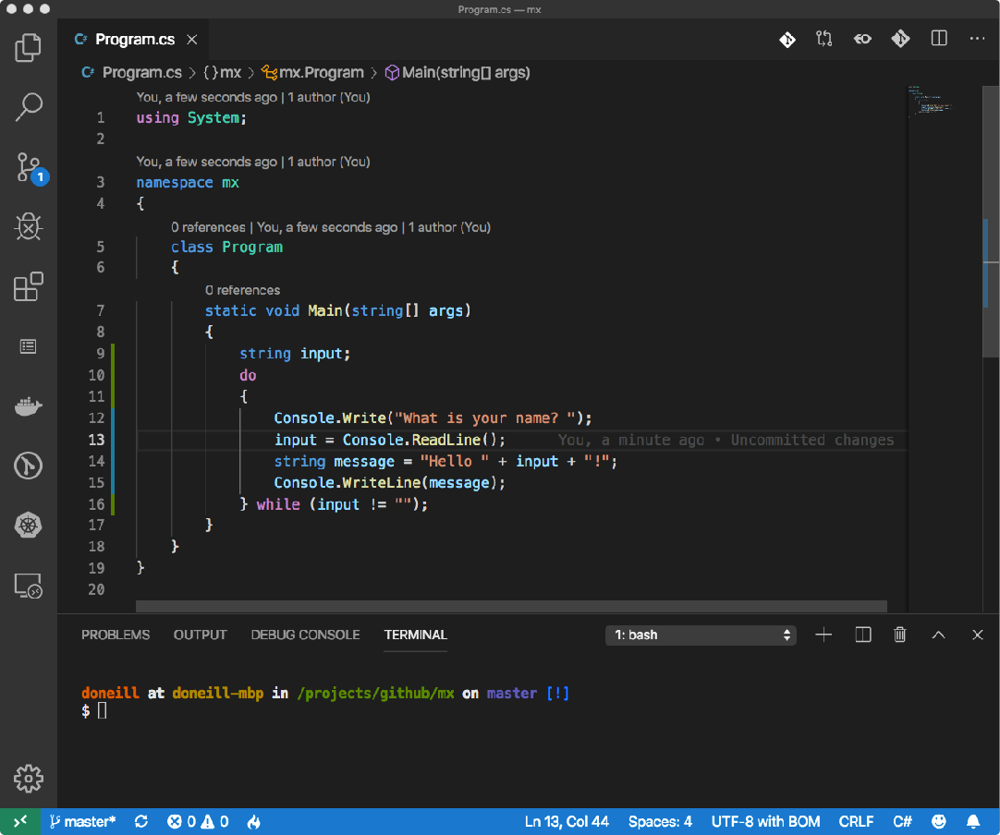 Program.cs — mx
C# Program.cs ×
C# Program.cs > {} mx > mx.Program > Main(string[] args)
You, a few seconds ago | 1 author (You)
1 using System;
2
You, a few seconds ago | 1 author (You)
3 namespace mx
4 {
0 references | You, a few seconds ago | 1 author (You)
5 class Program
6 {
0 references
7 static void Main(string[] args)
8 {
9 string input;
10 do
11 {
12 Console.Write("What is your name? ");
13 input = Console.ReadLine(); You, a minute ago • Uncommitted changes
14 string message = "Hello " + input + "!";
15 Console.WriteLine(message);
16 } while (input != "");
17 }
18 }
19 }
20
1
PROBLEMS OUTPUT DEBUG CONSOLE TERMINAL 1: bash
doneill at doneill-mbp in /projects/github/mx on master [!]
$
master* 0 0 Ln 13, Col 44 Spaces: 4 UTF-8 with BOM CRLF C#